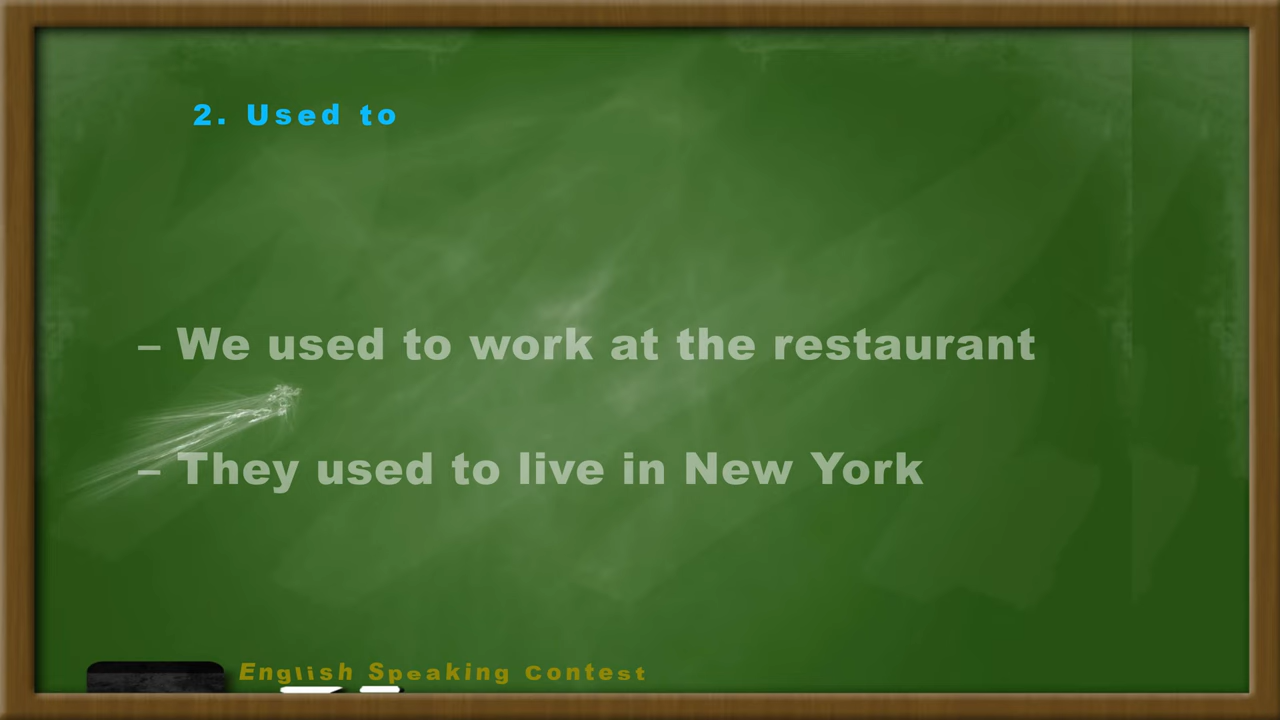 2. Used to
– We used to work at the restaurant
– They used to live in New York
English Speaking Contest